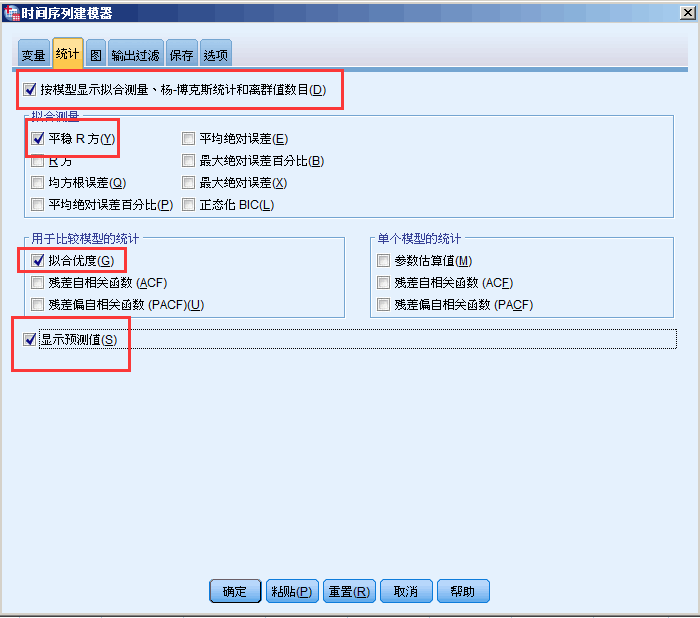 时间序列建模器
变量 统计 图 输出过滤 保存 选项
按模型显示拟合测量、杨-博克斯统计和离群值数目(D)
拟合测量
平稳 R 方(Y) 平均绝对误差(E)
R 方 最大绝对误差百分比(B)
均方根误差(Q) 最大绝对误差(X)
平均绝对误差百分比(P) 正态化 BIC(L)
用于比较模型的统计 单个模型的统计
拟合优度(G) 参数估算值(M)
残差自相关函数 (ACF) 残差自相关函数 (ACF)
残差偏自相关函数 (PACF)(U) 残差偏自相关函数 (PACF)
显示预测值(S)
确定 粘贴(P) 重置(R) 取消 帮助